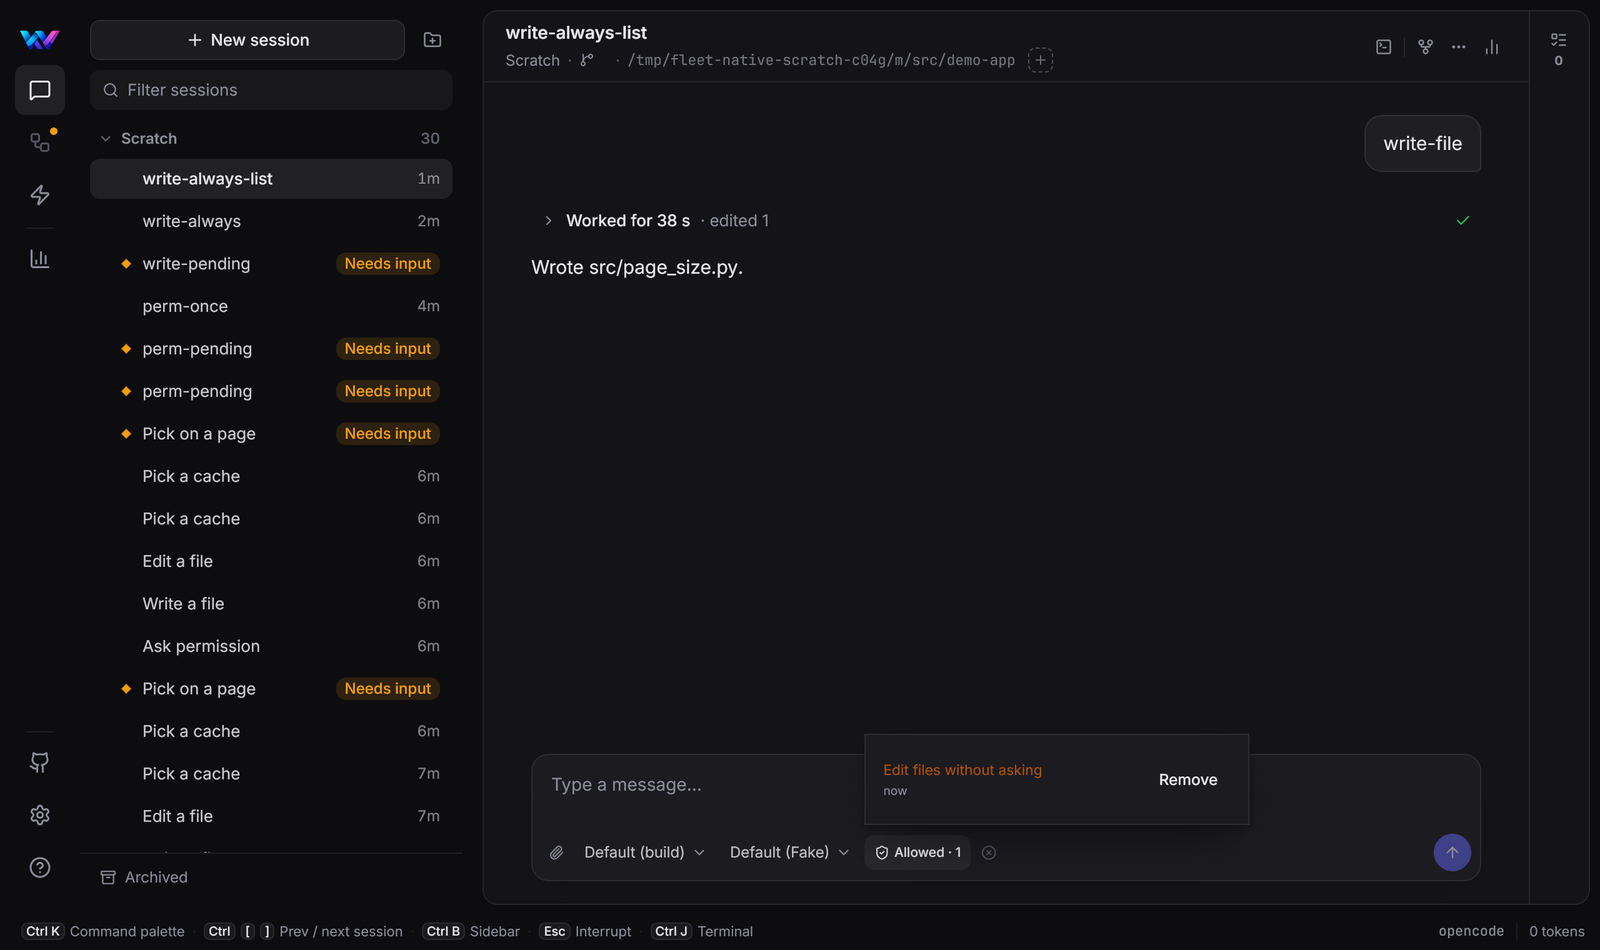 New session
Filter sessions
Scratch 30
write-always-list 1m
write-always 2m
write-pending Needs input
perm-once 4m
perm-pending Needs input
perm-pending Needs input
Pick on a page Needs input
Pick a cache 6m
Pick a cache 6m
Edit a file 6m
Write a file 6m
Ask permission 6m
Pick on a page Needs input
Pick a cache 6m
Pick a cache 7m
Edit a file 7m
Archived
write-always-list
Scratch · · /tmp/fleet-native-scratch-c04g/m/src/demo-app
0
write-file
Worked for 38 s · edited 1
Wrote src/page_size.py.
Edit files without asking
now
Remove
Type a message...
Default (build) Default (Fake) Allowed · 1
Ctrl K Command palette Ctrl [ ] Prev / next session Ctrl B Sidebar Esc Interrupt Ctrl J Terminal
opencode 0 tokens